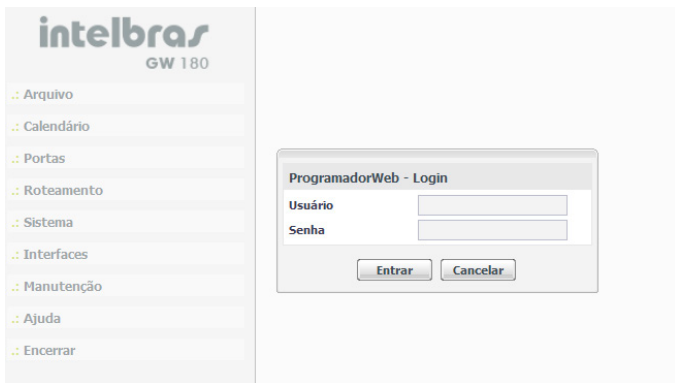 intelbras
GW 180
.: Arquivo
.: Calendário
.: Portas
.: Roteamento
.: Sistema
.: Interfaces
.: Manutenção
.: Ajuda
.: Encerrar
ProgramadorWeb - Login
Usuário
Senha
Entrar Cancelar